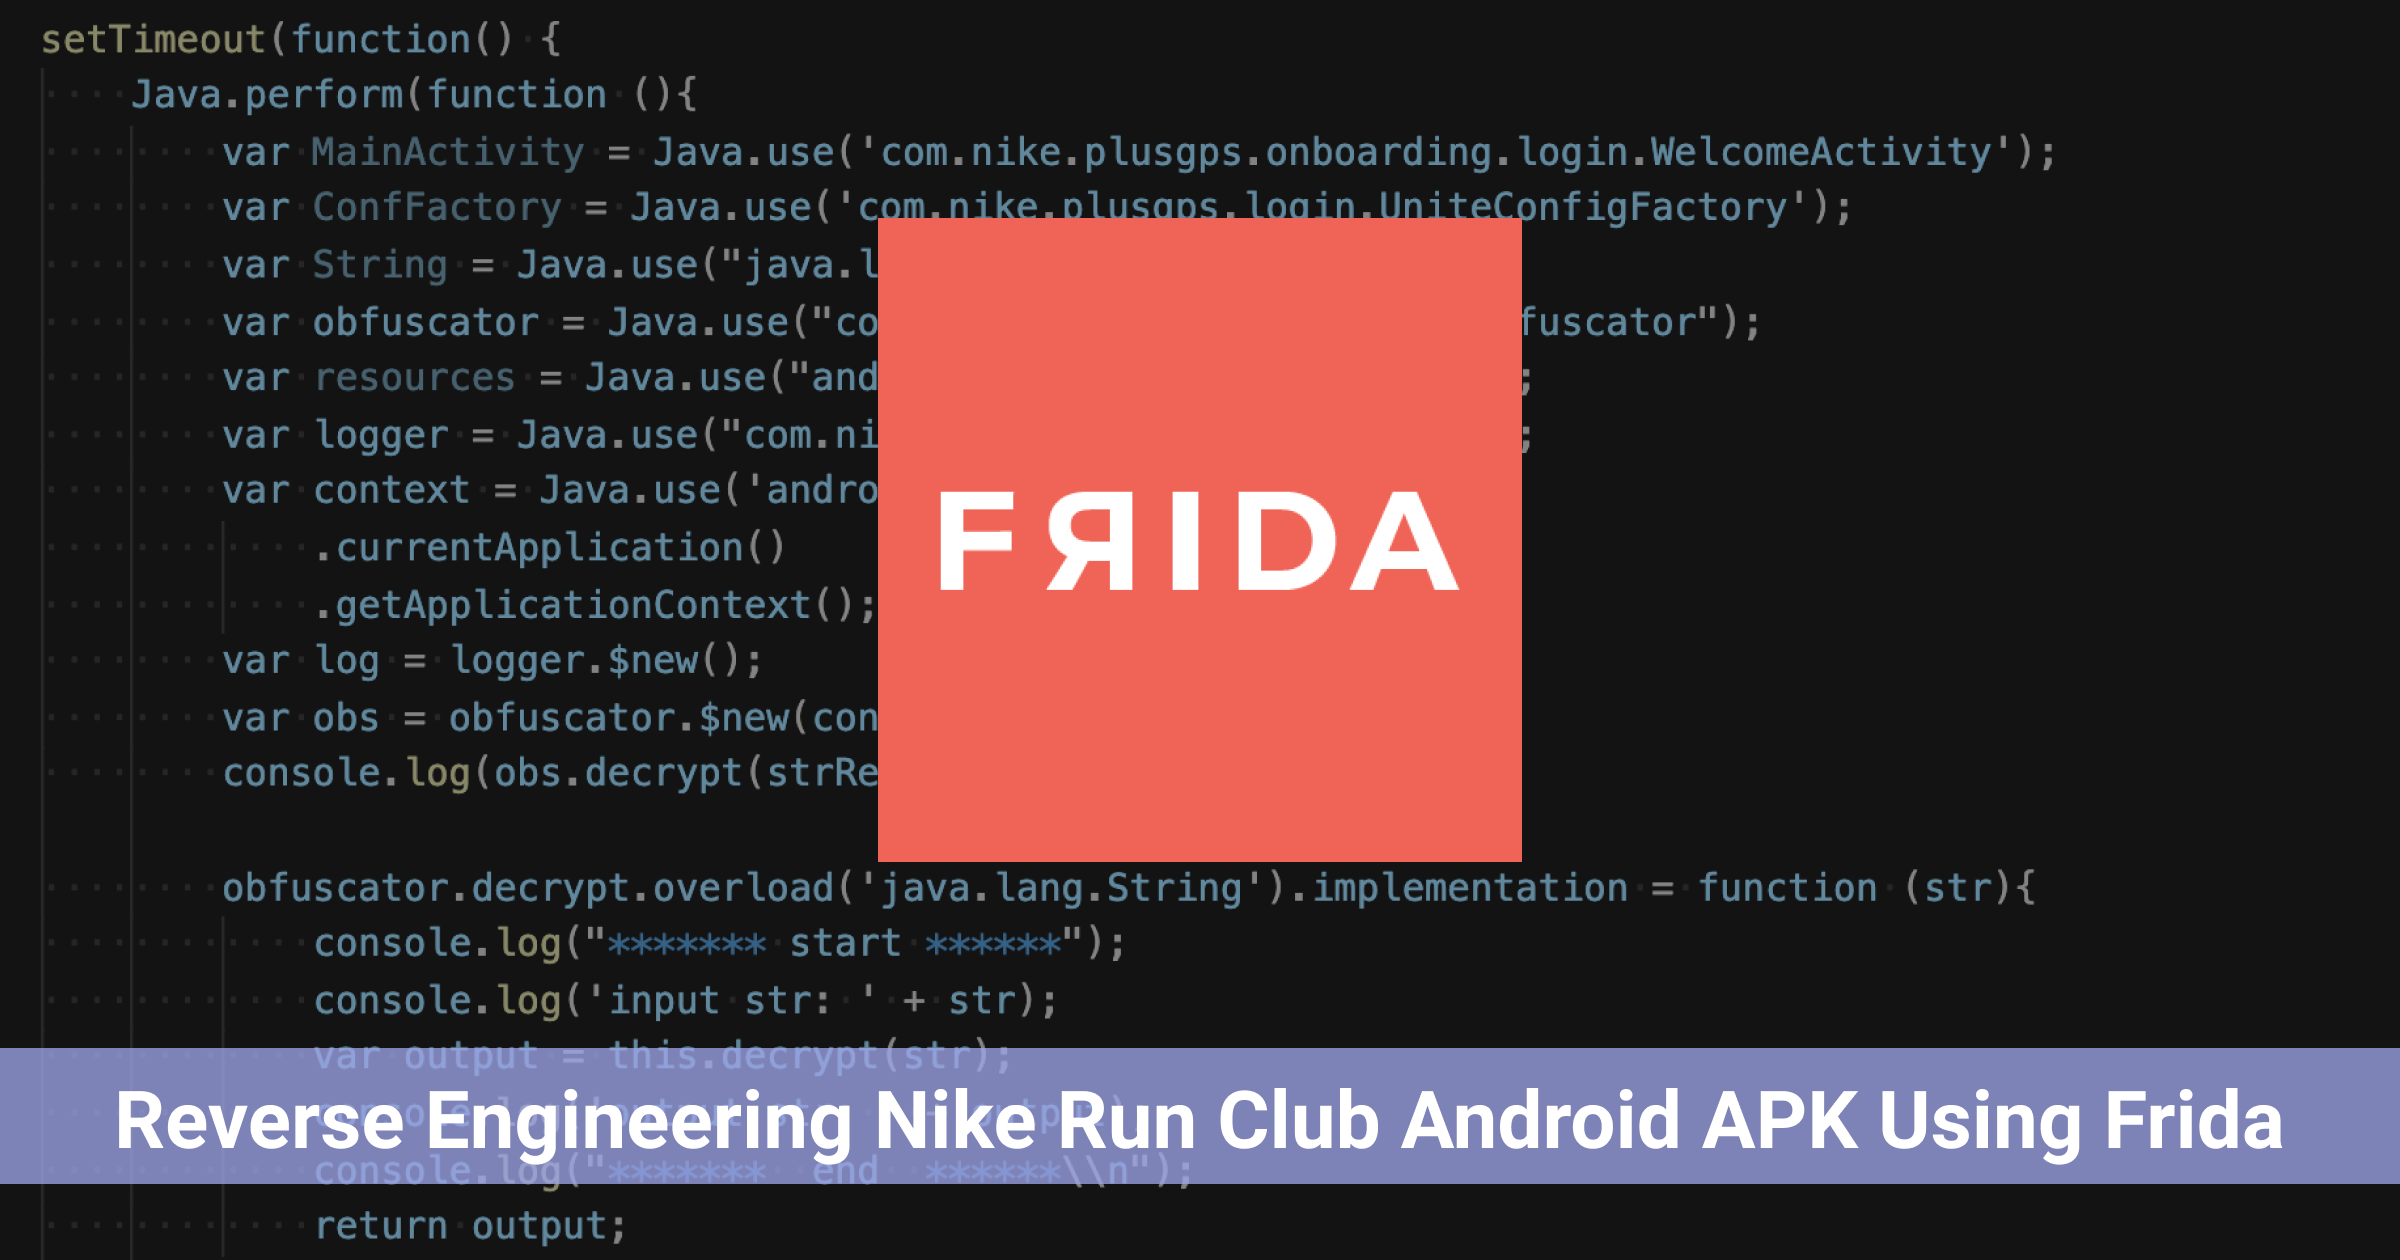 setTimeout(function() {
Java.perform(function (){
var MainActivity = Java.use('com.nike.plusgps.onboarding.login.WelcomeActivity');
var ConfFactory = Java.use('com.nike.plusgps.login.UniteConfigFactory');
var String = Java.use("java.l
var obfuscator = Java.use("co fuscator");
var resources = Java.use("and ;
var logger = Java.use("com.ni ;
var context = Java.use('andro
.currentApplication()
.getApplicationContext();
var log = logger.$new();
var obs = obfuscator.$new(con
console.log(obs.decrypt(strRe
FЯIDA
obfuscator.decrypt.overload('java.lang.String').implementation = function (str){
console.log("******* start ******");
console.log('input str: ' + str);
var output = this.decrypt(str);
Reverse Engineering Nike Run Club Android APK Using Frida
console.log("******* end ******\\n");
return output;